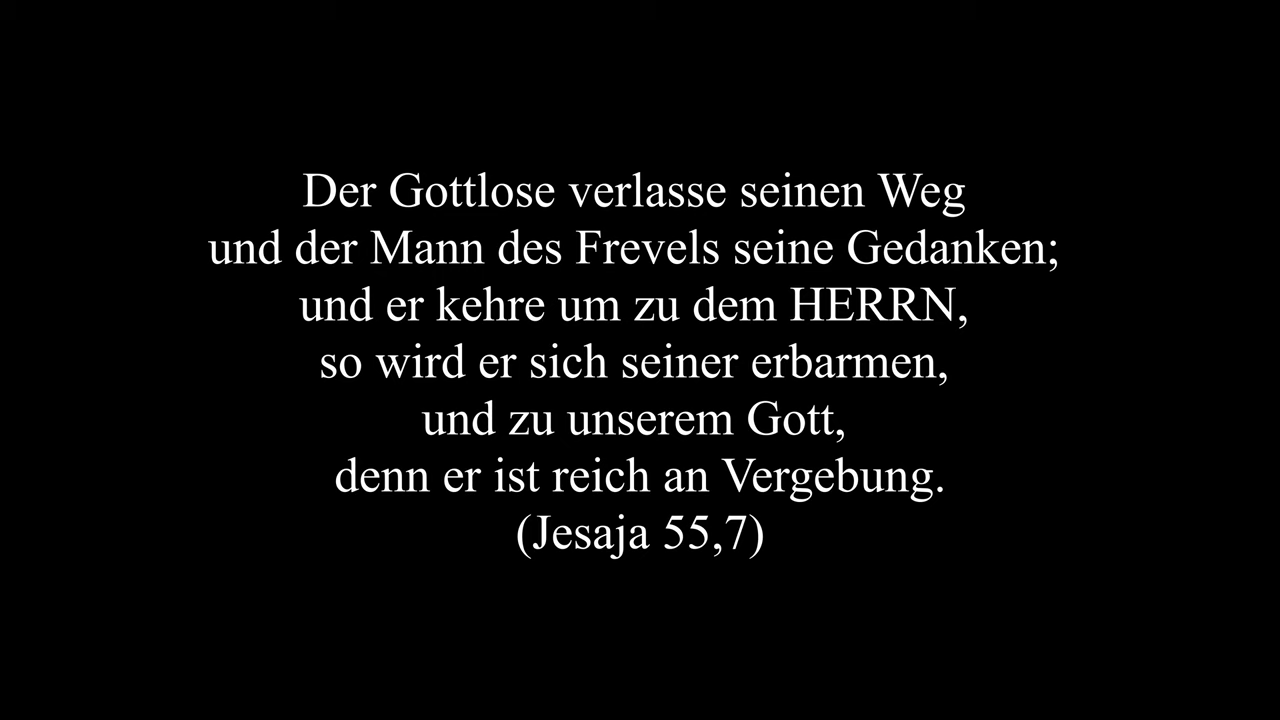 Der Gottlose verlasse seinen Weg
und der Mann des Frevels seine Gedanken;
und er kehre um zu dem HERRN,
so wird er sich seiner erbarmen,
und zu unserem Gott,
denn er ist reich an Vergebung.
(Jesaja 55,7)